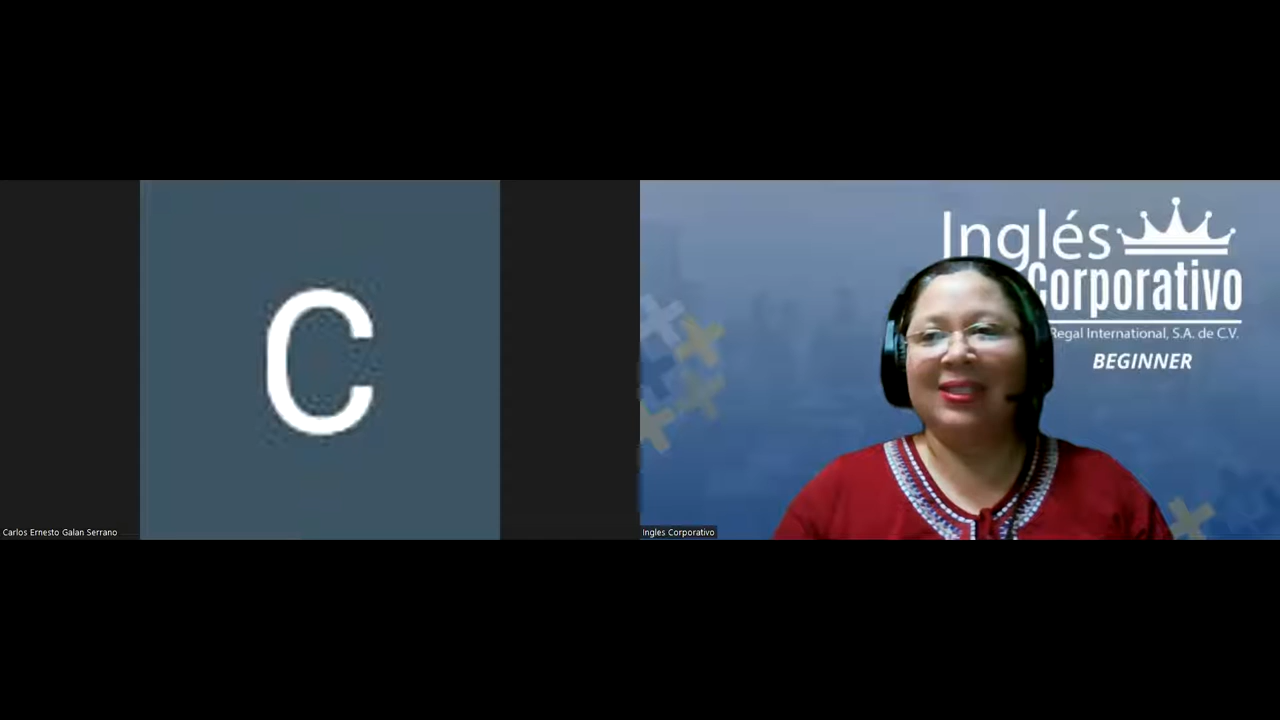 C
Carlos Ernesto Galan Serrano
Inglés
Corporativo
Regal International, S.A. de C.V.
BEGINNER
Ingles Corporativo